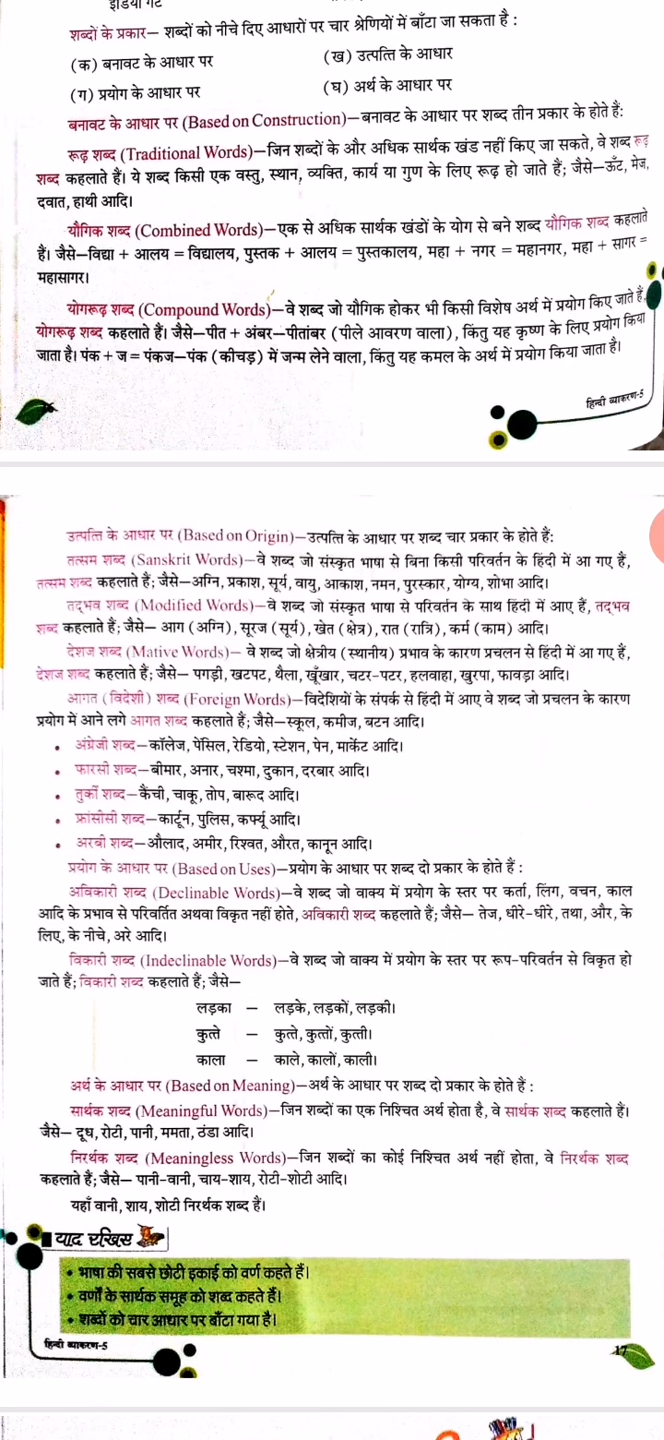 इंडिया गेट
शब्दों के प्रकार— शब्दों को नीचे दिए आधारों पर चार श्रेणियों में बाँटा जा सकता है :
(क) बनावट के आधार पर (ख) उत्पत्ति के आधार
(ग) प्रयोग के आधार पर (घ) अर्थ के आधार पर
बनावट के आधार पर (Based on Construction)—बनावट के आधार पर शब्द तीन प्रकार के होते हैं:
रूढ़ शब्द (Traditional Words)—जिन शब्दों के और अधिक सार्थक खंड नहीं किए जा सकते, वे शब्द रूढ़
शब्द कहलाते हैं। ये शब्द किसी एक वस्तु, स्थान, व्यक्ति, कार्य या गुण के लिए रूढ़ हो जाते हैं; जैसे—ऊँट, मेज,
दवात, हाथी आदि।
यौगिक शब्द (Combined Words)—एक से अधिक सार्थक खंडों के योग से बने शब्द यौगिक शब्द कहलाते
हैं। जैसे—विद्या + आलय = विद्यालय, पुस्तक + आलय = पुस्तकालय, महा + नगर = महानगर, महा + सागर =
महासागर।
योगरूढ़ शब्द (Compound Words)—वे शब्द जो यौगिक होकर भी किसी विशेष अर्थ में प्रयोग किए जाते हैं,
योगरूढ़ शब्द कहलाते हैं। जैसे—पीत + अंबर—पीतांबर (पीले आवरण वाला), किंतु यह कृष्ण के लिए प्रयोग किया
जाता है। पंक + ज = पंकज—पंक (कीचड़) में जन्म लेने वाला, किंतु यह कमल के अर्थ में प्रयोग किया जाता है।
हिन्दी व्याकरण-5
उत्पत्ति के आधार पर (Based on Origin)—उत्पत्ति के आधार पर शब्द चार प्रकार के होते हैं:
तत्सम शब्द (Sanskrit Words)—वे शब्द जो संस्कृत भाषा से बिना किसी परिवर्तन के हिंदी में आ गए हैं,
तत्सम शब्द कहलाते हैं; जैसे—अग्नि, प्रकाश, सूर्य, वायु, आकाश, नमन, पुरस्कार, योग्य, शोभा आदि।
तद्भव शब्द (Modified Words)—वे शब्द जो संस्कृत भाषा से परिवर्तन के साथ हिंदी में आए हैं, तद्भव
शब्द कहलाते हैं; जैसे— आग (अग्नि), सूरज (सूर्य), खेत (क्षेत्र), रात (रात्रि), कर्म (काम) आदि।
देशज शब्द (Mative Words)— वे शब्द जो क्षेत्रीय (स्थानीय) प्रभाव के कारण प्रचलन से हिंदी में आ गए हैं,
देशज शब्द कहलाते हैं; जैसे— पगड़ी, खटपट, थैला, खूँखार, चटर-पटर, हलवाहा, खुरपा, फावड़ा आदि।
आगत (विदेशी) शब्द (Foreign Words)—विदेशियों के संपर्क से हिंदी में आए वे शब्द जो प्रचलन के कारण
प्रयोग में आने लगे आगत शब्द कहलाते हैं; जैसे—स्कूल, कमीज, बटन आदि।
• अंग्रेजी शब्द—कॉलेज, पेंसिल, रेडियो, स्टेशन, पेन, मार्केट आदि।
• फारसी शब्द—बीमार, अनार, चश्मा, दुकान, दरबार आदि।
• तुर्की शब्द—कैंची, चाकू, तोप, बारूद आदि।
• फ्रांसीसी शब्द—कार्टून, पुलिस, कर्फ्यू आदि।
• अरबी शब्द—औलाद, अमीर, रिश्वत, औरत, कानून आदि।
प्रयोग के आधार पर (Based on Uses)—प्रयोग के आधार पर शब्द दो प्रकार के होते हैं :
अविकारी शब्द (Declinable Words)—वे शब्द जो वाक्य में प्रयोग के स्तर पर कर्ता, लिंग, वचन, काल
आदि के प्रभाव से परिवर्तित अथवा विकृत नहीं होते, अविकारी शब्द कहलाते हैं; जैसे— तेज, धीरे-धीरे, तथा, और, के
लिए, के नीचे, अरे आदि।
विकारी शब्द (Indeclinable Words)—वे शब्द जो वाक्य में प्रयोग के स्तर पर रूप-परिवर्तन से विकृत हो
जाते हैं; विकारी शब्द कहलाते हैं; जैसे—
लड़का — लड़के, लड़कों, लड़की।
कुत्ते — कुत्ते, कुत्तों, कुत्ती।
काला — काले, कालों, काली।
अर्थ के आधार पर (Based on Meaning)—अर्थ के आधार पर शब्द दो प्रकार के होते हैं :
सार्थक शब्द (Meaningful Words)—जिन शब्दों का एक निश्चित अर्थ होता है, वे सार्थक शब्द कहलाते हैं।
जैसे— दूध, रोटी, पानी, ममता, ठंडा आदि।
निरर्थक शब्द (Meaningless Words)—जिन शब्दों का कोई निश्चित अर्थ नहीं होता, वे निरर्थक शब्द
कहलाते हैं; जैसे— पानी-वानी, चाय-शाय, रोटी-शोटी आदि।
यहाँ वानी, शाय, शोटी निरर्थक शब्द हैं।
याद रखिए
• भाषा की सबसे छोटी इकाई को वर्ण कहते हैं।
• वर्णों के सार्थक समूह को शब्द कहते हैं।
• शब्दों को चार आधार पर बाँटा गया है।
हिन्दी व्याकरण-5
17